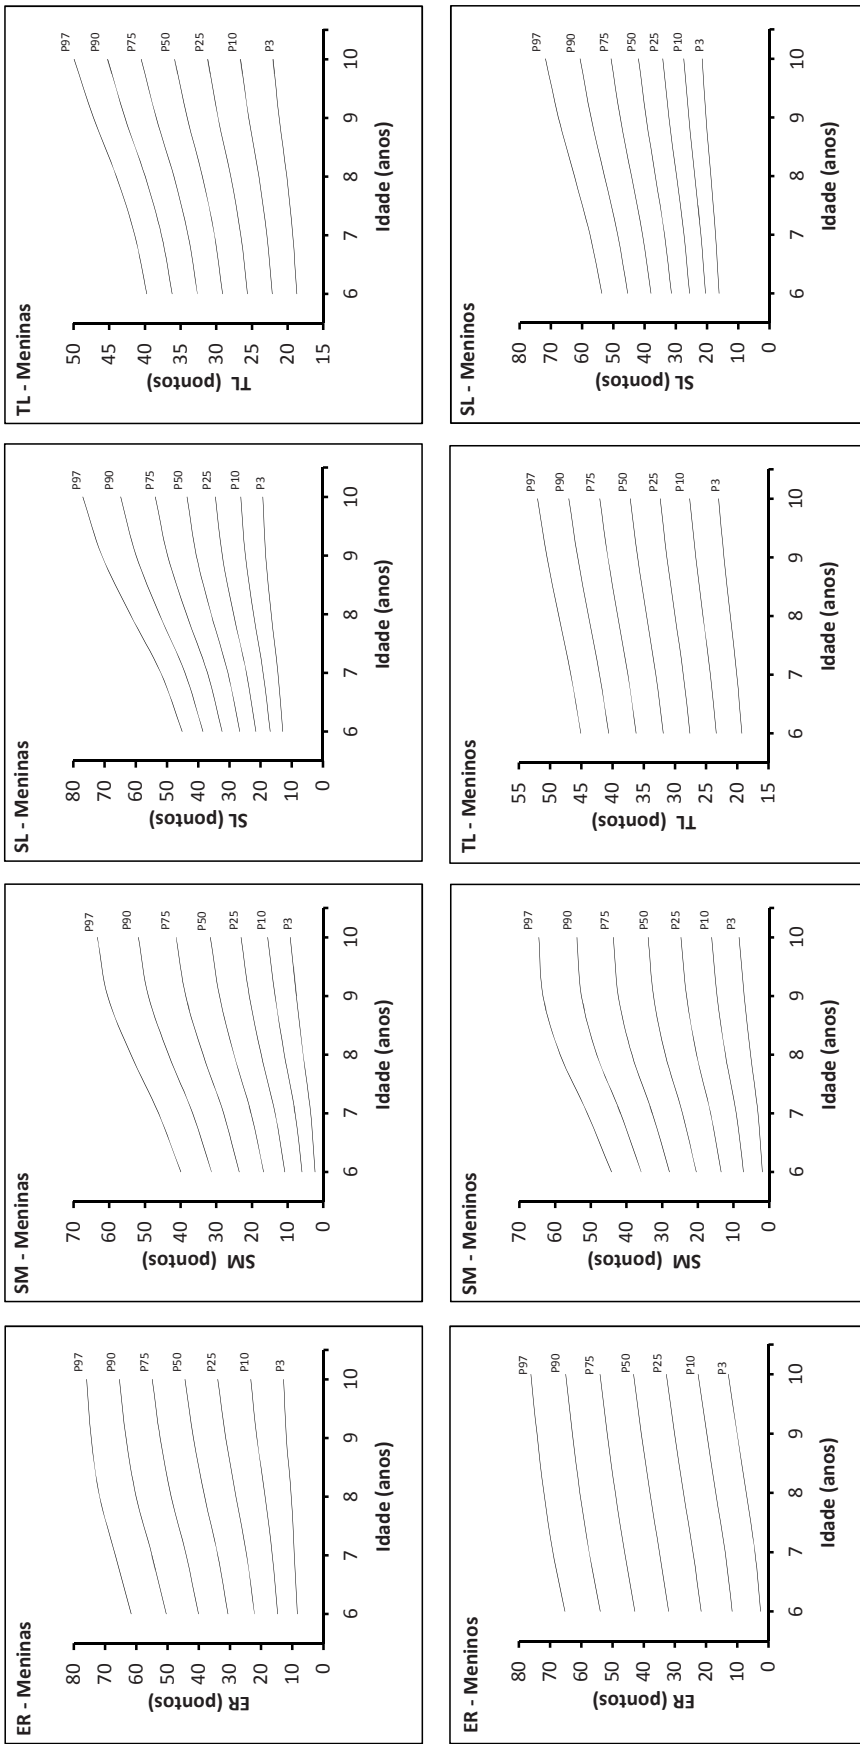 ER - Meninas
ER (pontos)
80
70
60
50
40
30
20
10
0
P97
P90
P75
P50
P25
P10
P3
6 7 8 9 10
Idade (anos)
SM - Meninas
SM (pontos)
70
60
50
40
30
20
10
0
P97
P90
P75
P50
P25
P10
P3
6 7 8 9 10
Idade (anos)
SL - Meninas
SL (pontos)
80
70
60
50
40
30
20
10
0
P97
P90
P75
P50
P25
P10
P3
6 7 8 9 10
Idade (anos)
TL - Meninas
TL (pontos)
50
45
40
35
30
25
20
15
P97
P90
P75
P50
P25
P10
P3
6 7 8 9 10
Idade (anos)
ER - Meninos
ER (pontos)
80
70
60
50
40
30
20
10
0
P97
P90
P75
P50
P25
P10
P3
6 7 8 9 10
Idade (anos)
SM - Meninos
SM (pontos)
70
60
50
40
30
20
10
0
P97
P90
P75
P50
P25
P10
P3
6 7 8 9 10
Idade (anos)
TL - Meninos
TL (pontos)
55
50
45
40
35
30
25
20
15
P97
P90
P75
P50
P25
P10
P3
6 7 8 9 10
Idade (anos)
SL - Meninos
SL (pontos)
80
70
60
50
40
30
20
10
0
P97
P90
P75
P50
P25
P10
P3
6 7 8 9 10
Idade (anos)